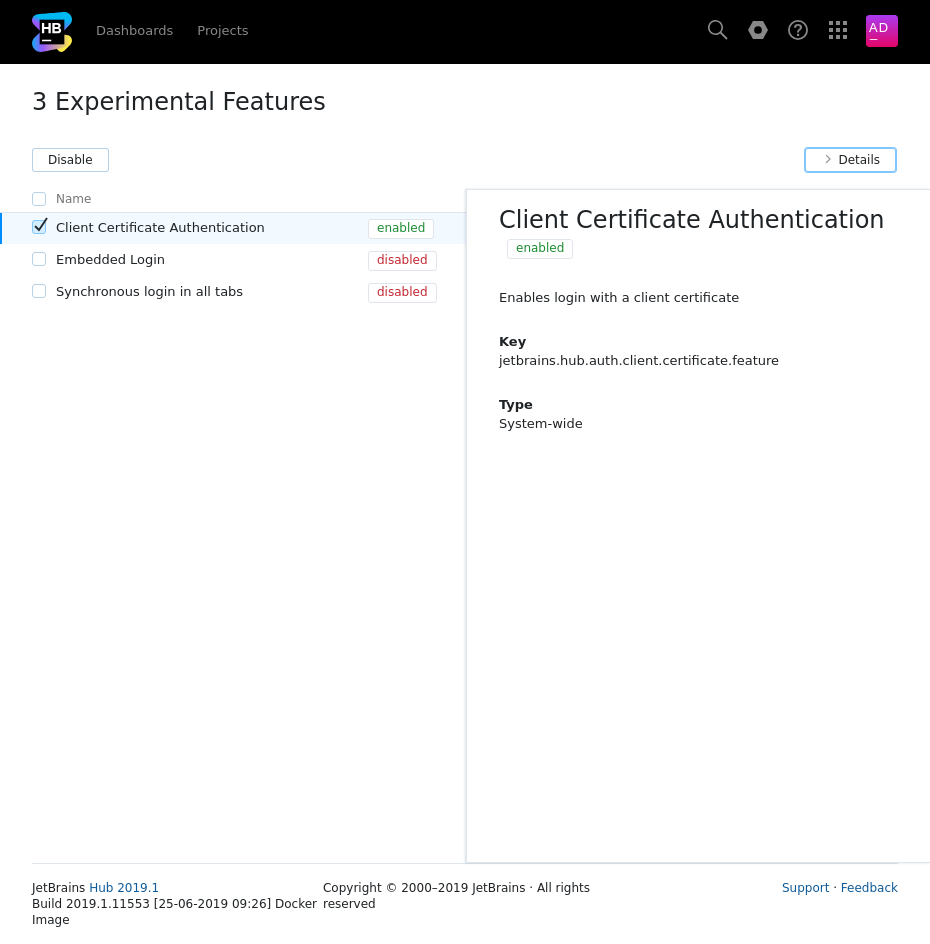 HB
Dashboards Projects
AD
3 Experimental Features
Disable
Details
Name
Client Certificate Authentication enabled
Embedded Login disabled
Synchronous login in all tabs disabled
Client Certificate Authentication
enabled
Enables login with a client certificate
Key
jetbrains.hub.auth.client.certificate.feature
Type
System-wide
JetBrains Hub 2019.1
Build 2019.1.11553 [25-06-2019 09:26] Docker
Image
Copyright © 2000–2019 JetBrains · All rights
reserved
Support · Feedback